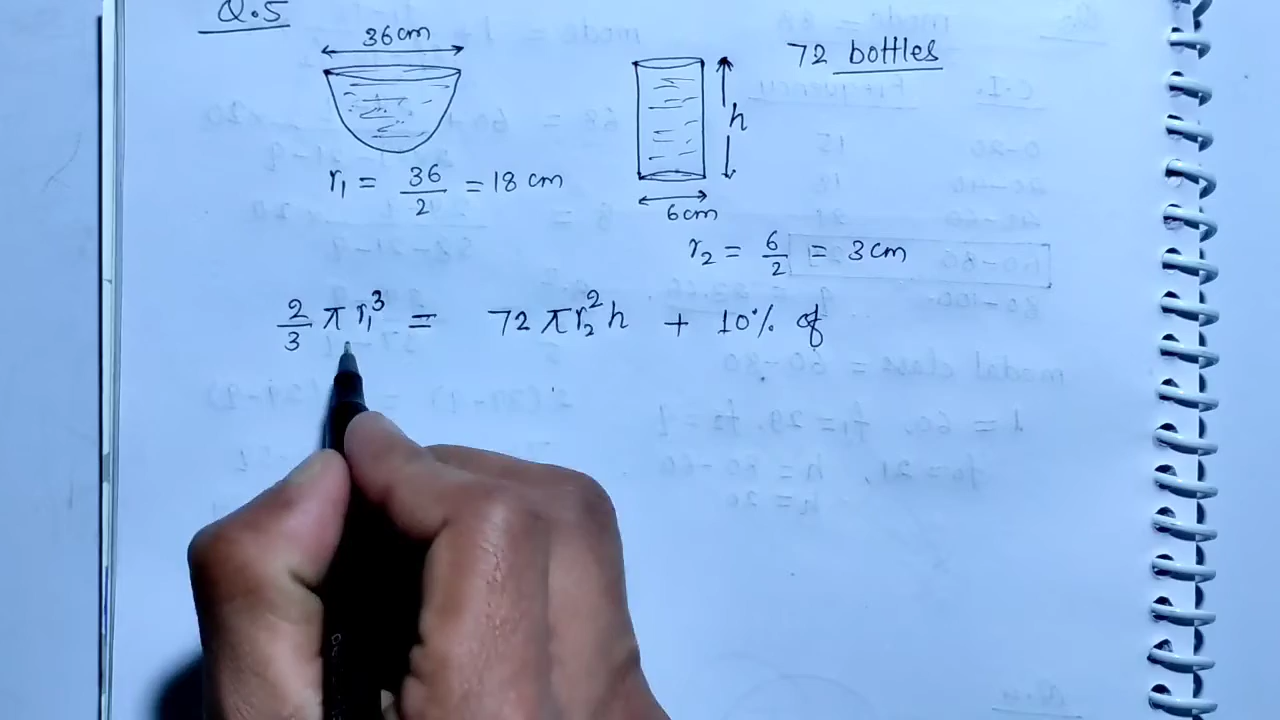 Q.5
36cm
72 bottles
h
r₁ = 36/2 = 18 cm
6cm
r₂ = 6/2 = 3cm
2/3 π r₁³ = 72 π r₂² h + 10% of